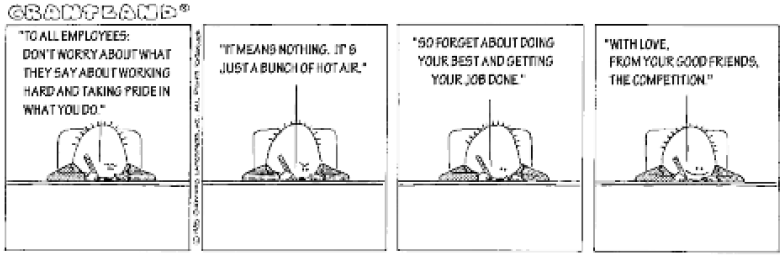 GRANTLAND®
"TO ALL EMPLOYEES:
DON'T WORRY ABOUT WHAT
THEY SAY ABOUT WORKING
HARD AND TAKING PRIDE IN
WHAT YOU DO."
"IT MEANS NOTHING. IT'S
JUST A BUNCH OF HOT AIR."
"SO FORGET ABOUT DOING
YOUR BEST AND GETTING
YOUR JOB DONE."
"WITH LOVE,
FROM YOUR GOOD FRIENDS,
THE COMPETITION."